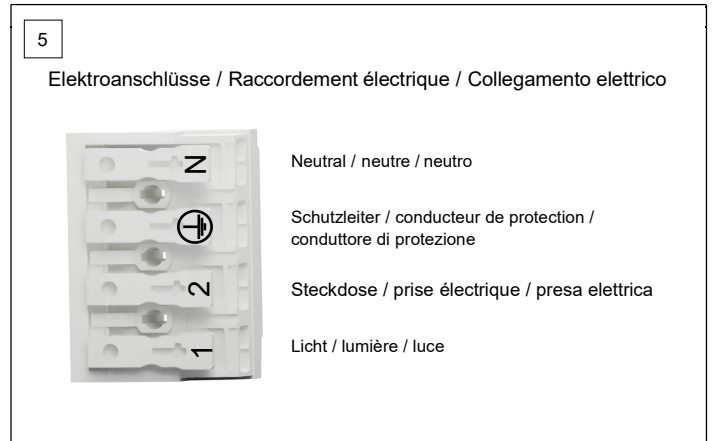 5
Elektroanschlüsse / Raccordement électrique / Collegamento elettrico
N
Neutral / neutre / neutro
Schutzleiter / conducteur de protection /
conduttore di protezione
2
Steckdose / prise électrique / presa elettrica
1
Licht / lumière / luce